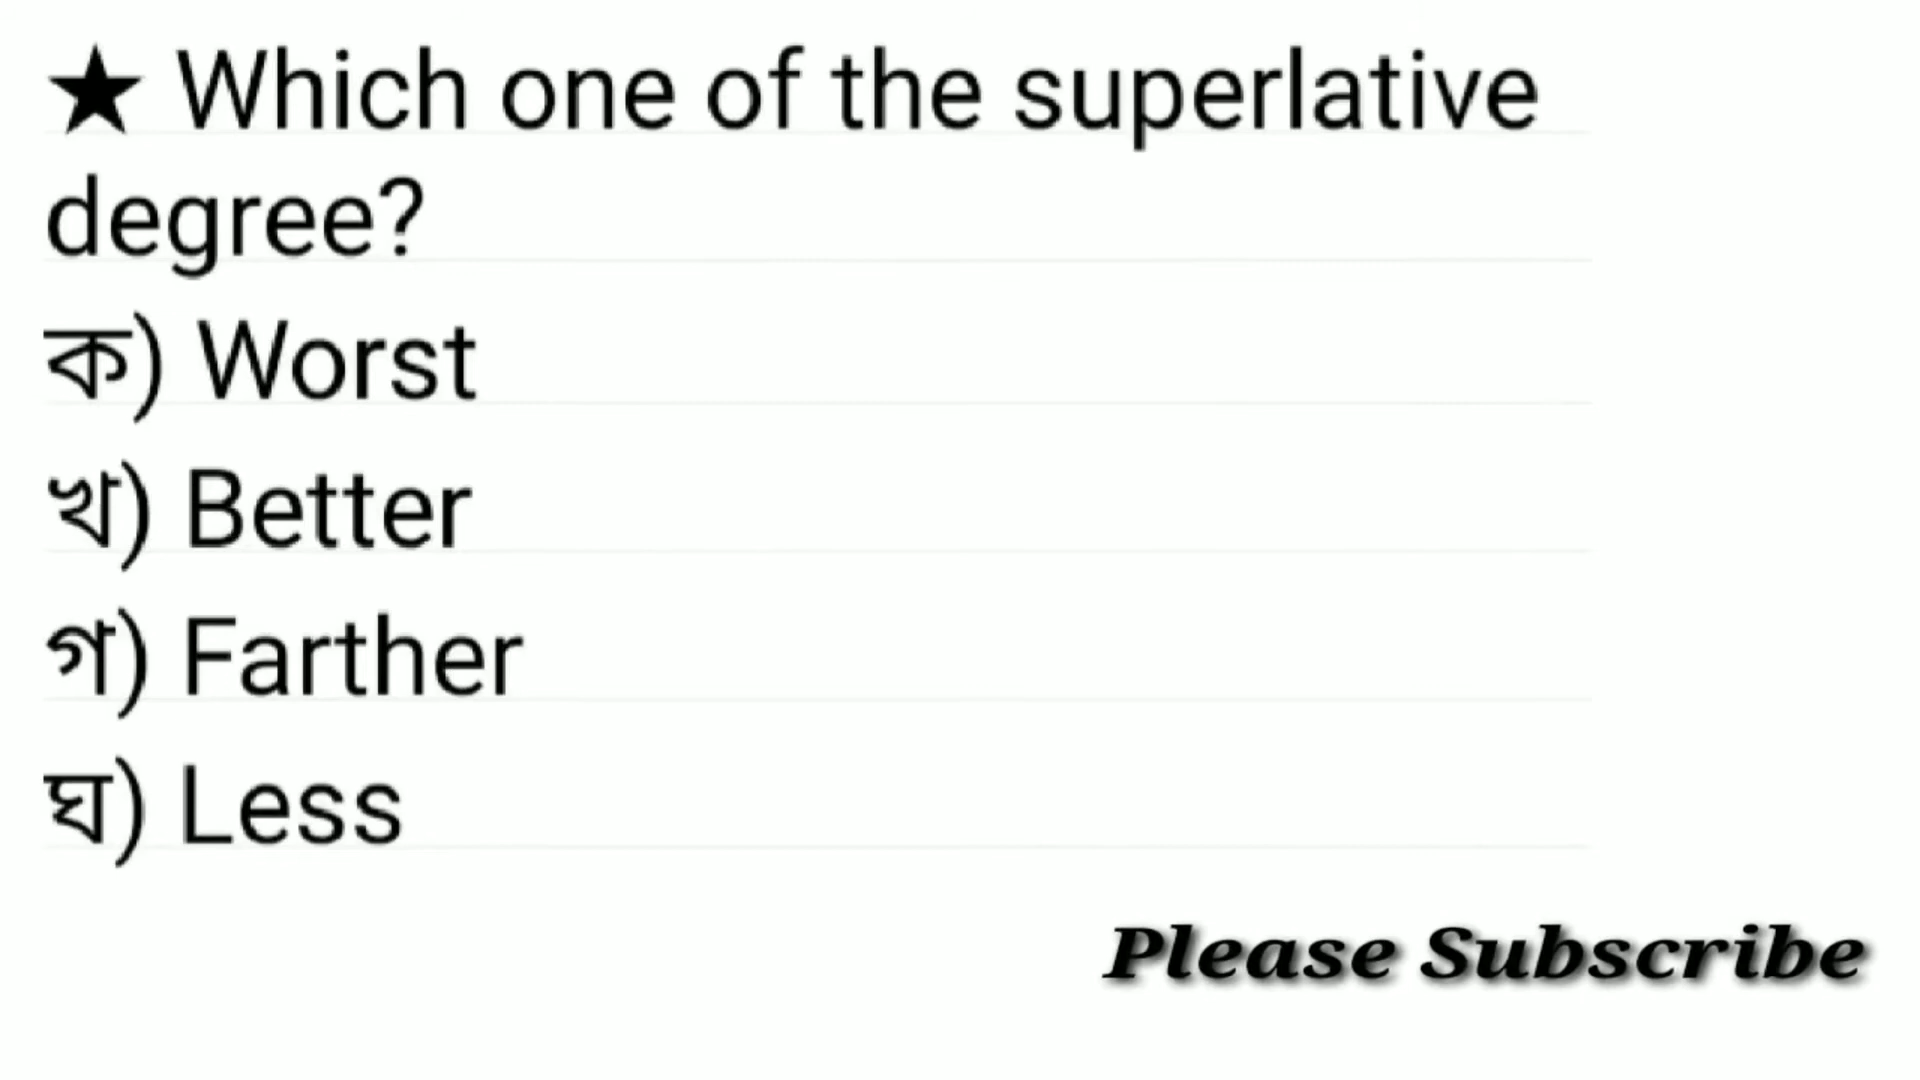 ★ Which one of the superlative
degree?
ক) Worst
খ) Better
গ) Farther
ঘ) Less
Please Subscribe